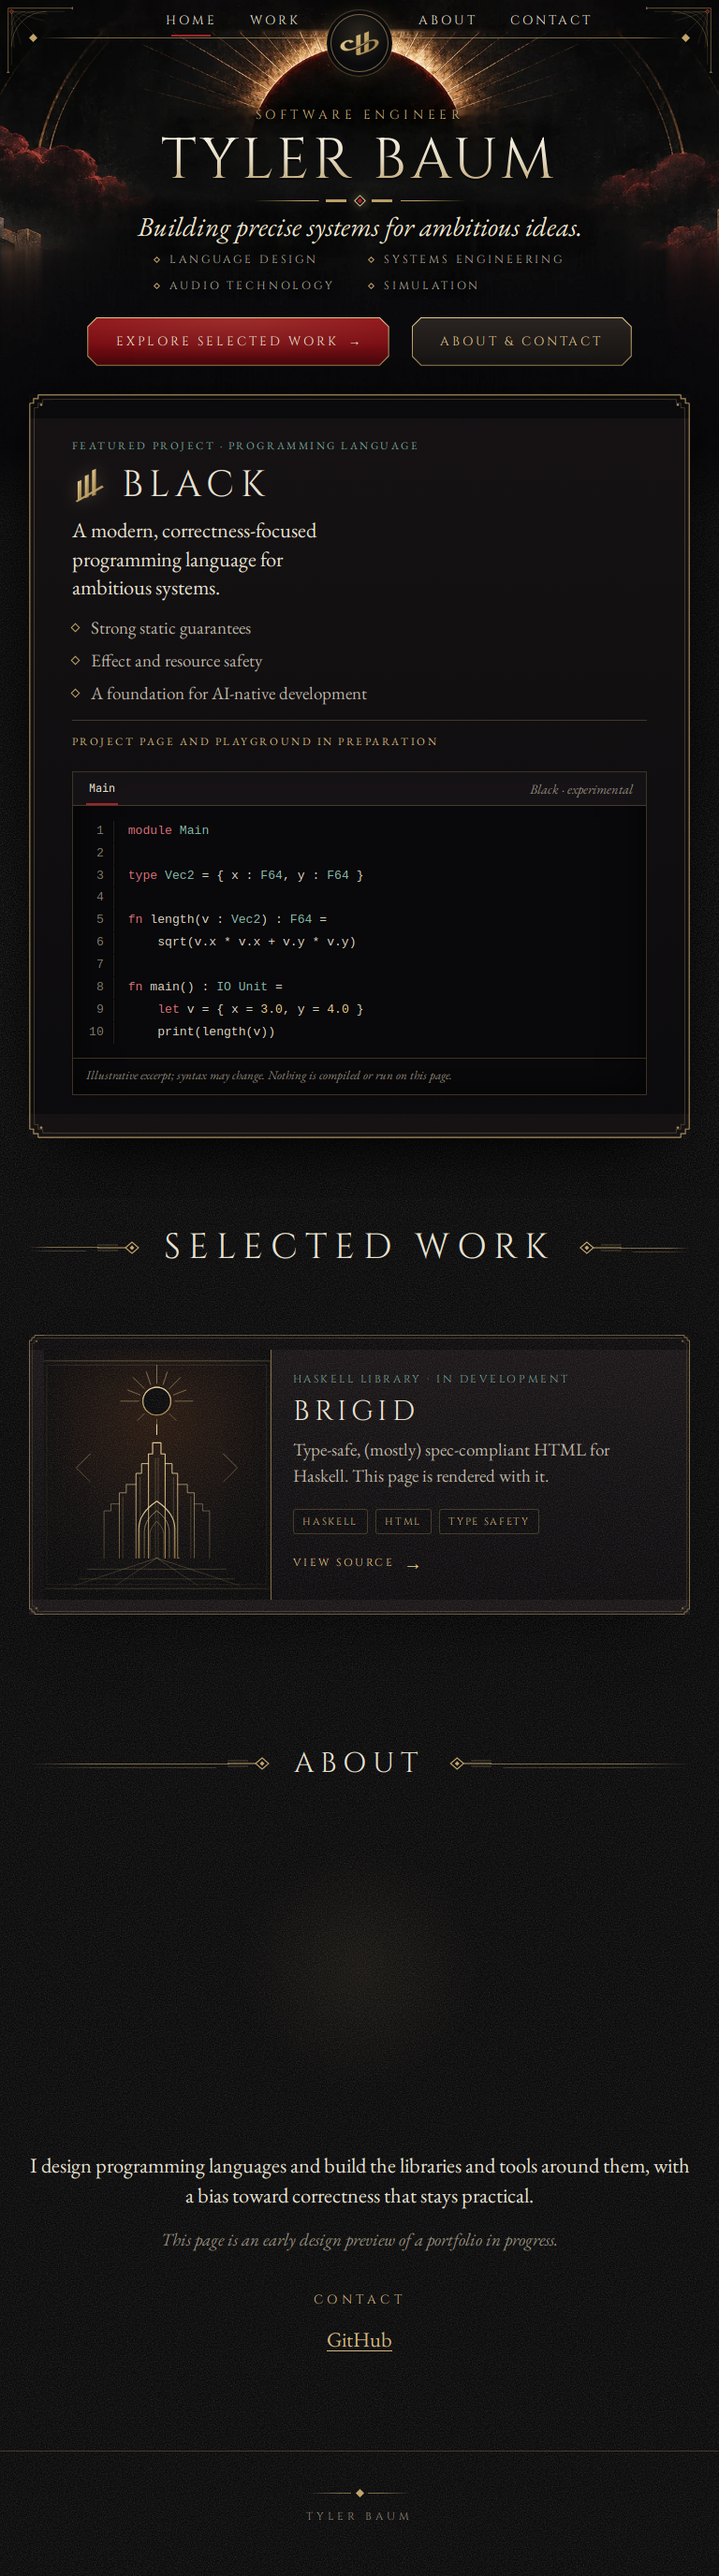 HOME WORK ABOUT CONTACT
SOFTWARE ENGINEER
TYLER BAUM
Building precise systems for ambitious ideas.
LANGUAGE DESIGN SYSTEMS ENGINEERING
AUDIO TECHNOLOGY SIMULATION
EXPLORE SELECTED WORK → ABOUT & CONTACT
FEATURED PROJECT · PROGRAMMING LANGUAGE
BLACK
A modern, correctness-focused
programming language for
ambitious systems.
Strong static guarantees
Effect and resource safety
A foundation for AI-native development
PROJECT PAGE AND PLAYGROUND IN PREPARATION
Main Black · experimental
1 module Main
2
3 type Vec2 = { x : F64, y : F64 }
4
5 fn length(v : Vec2) : F64 =
6     sqrt(v.x * v.x + v.y * v.y)
7
8 fn main() : IO Unit =
9     let v = { x = 3.0, y = 4.0 }
10     print(length(v))
Illustrative excerpt; syntax may change. Nothing is compiled or run on this page.
SELECTED WORK
HASKELL LIBRARY · IN DEVELOPMENT
BRIGID
Type-safe, (mostly) spec-compliant HTML for
Haskell. This page is rendered with it.
HASKELL HTML TYPE SAFETY
VIEW SOURCE →
ABOUT
I design programming languages and build the libraries and tools around them, with
a bias toward correctness that stays practical.
This page is an early design preview of a portfolio in progress.
CONTACT
GitHub
TYLER BAUM